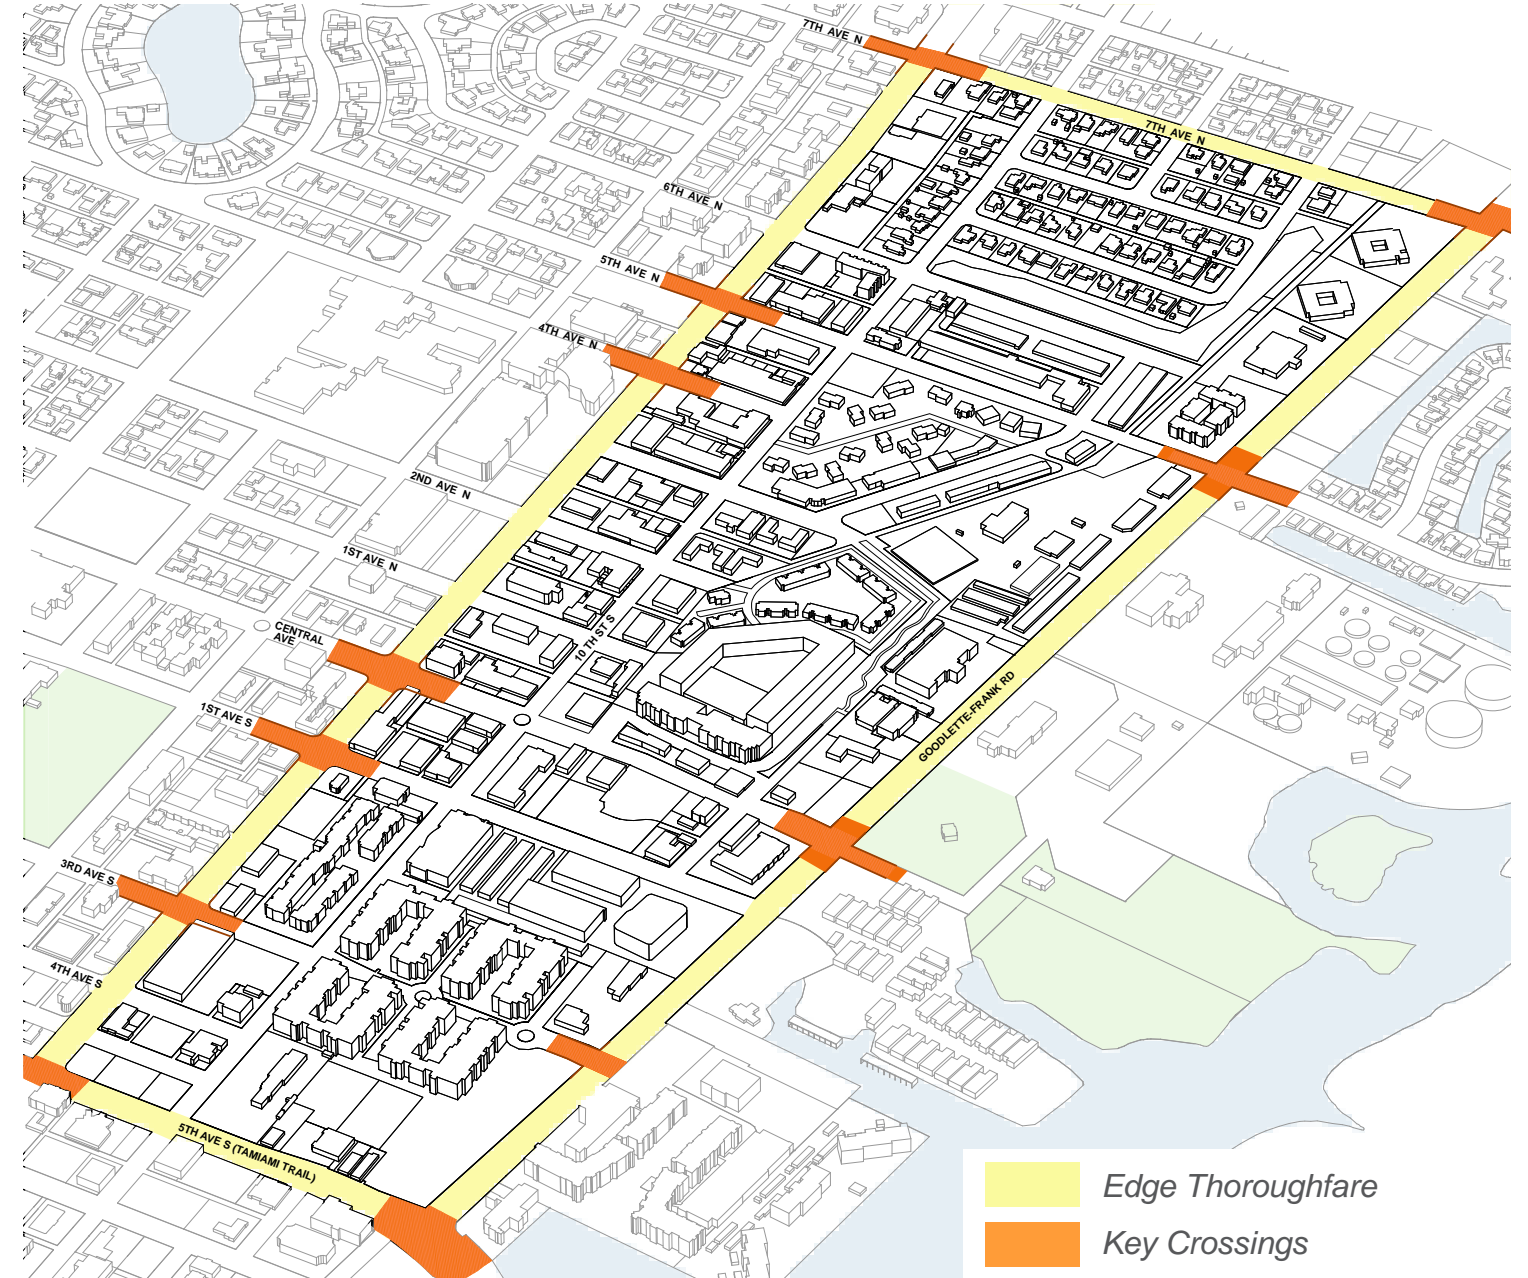 7TH AVE N
7TH AVE N
6TH AVE N
5TH AVE N
4TH AVE N
2ND AVE N
1ST AVE N
CENTRAL
AVE
10 TH ST S
1ST AVE S
GOODLETTE-FRANK RD
3RD AVE S
4TH AVE S
5TH AVE S (TAMIAMI TRAIL)
Edge Thoroughfare
Key Crossings